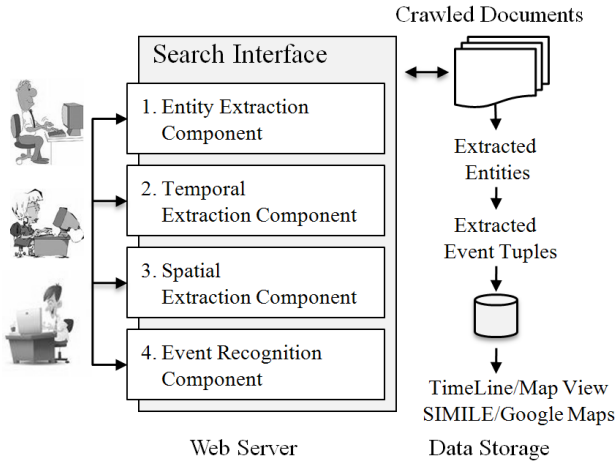 Crawled Documents
Search Interface
1. Entity Extraction
Component
2. Temporal
Extraction Component
3. Spatial
Extraction Component
4. Event Recognition
Component
Extracted
Entities
Extracted
Event Tuples
TimeLine/Map View
SIMILE/Google Maps
Web Server
Data Storage